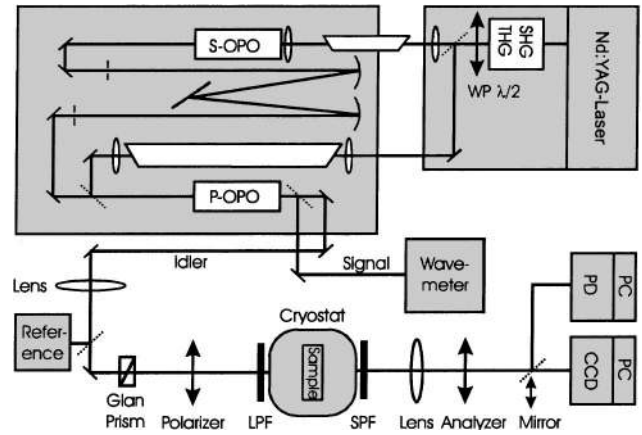 S-OPO
SHG
THG
Nd:YAG-Laser
WP λ/2
P-OPO
Idler
Signal
Wave-
meter
Lens
Refer-
ence
Cryostat
Sample
PD
PC
CCD
PC
Glan
Prism
Polarizer
LPF
SPF
Lens
Analyzer
Mirror